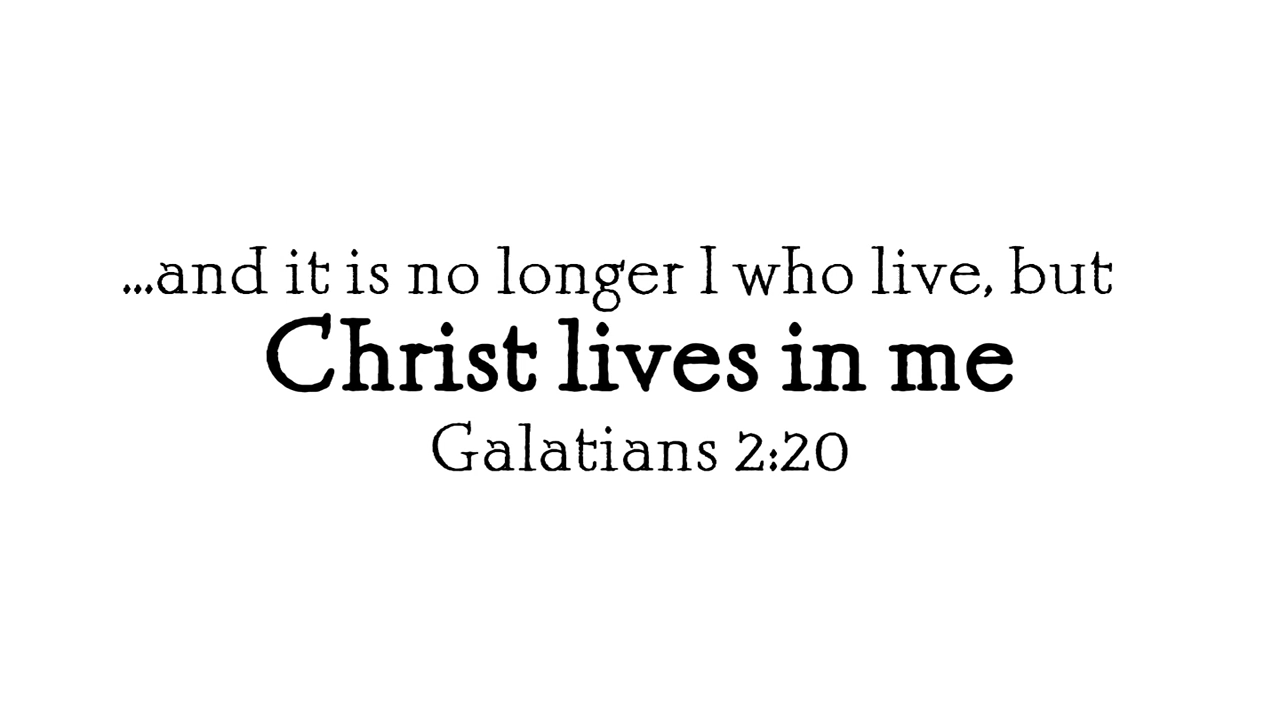 ...and it is no longer I who live, but
Christ lives in me
Galatians 2:20